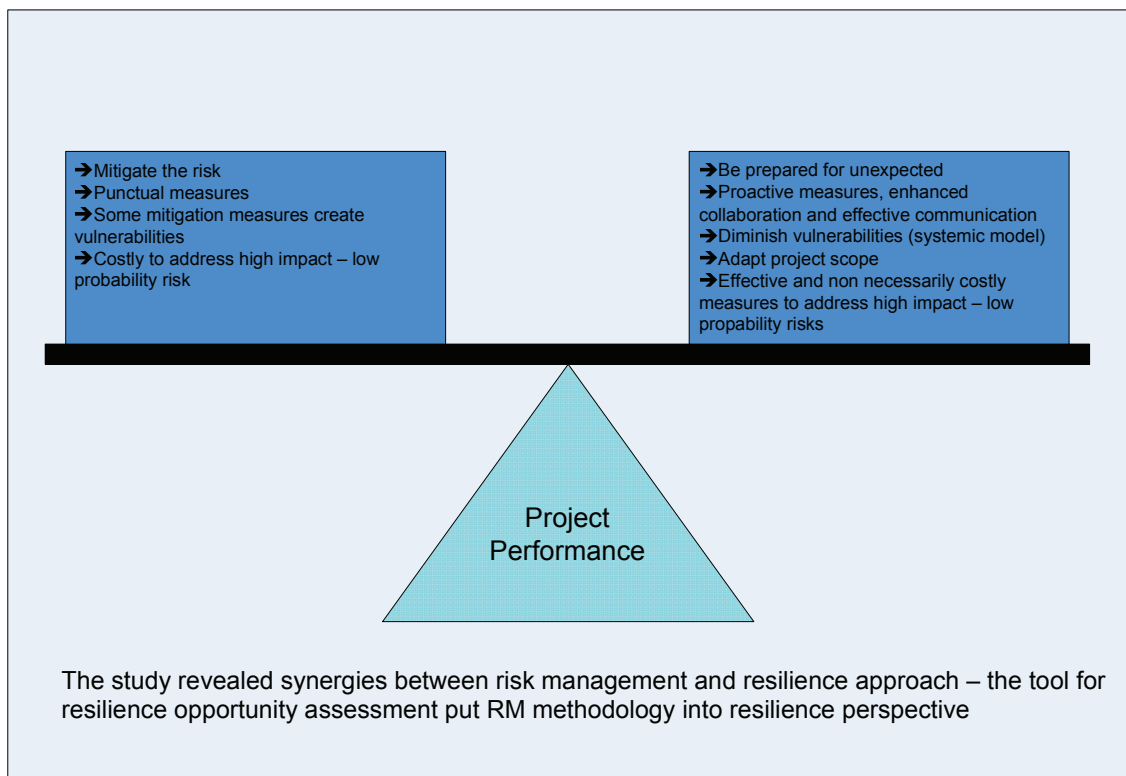 ➔Mitigate the risk
➔Punctual measures
➔Some mitigation measures create
vulnerabilities
➔Costly to address high impact – low
probability risk
➔Be prepared for unexpected
➔Proactive measures, enhanced
collaboration and effective communication
➔Diminish vulnerabilities (systemic model)
➔Adapt project scope
➔Effective and non necessarily costly
measures to address high impact – low
propability risks
Project
Performance
The study revealed synergies between risk management and resilience approach – the tool for
resilience opportunity assessment put RM methodology into resilience perspective